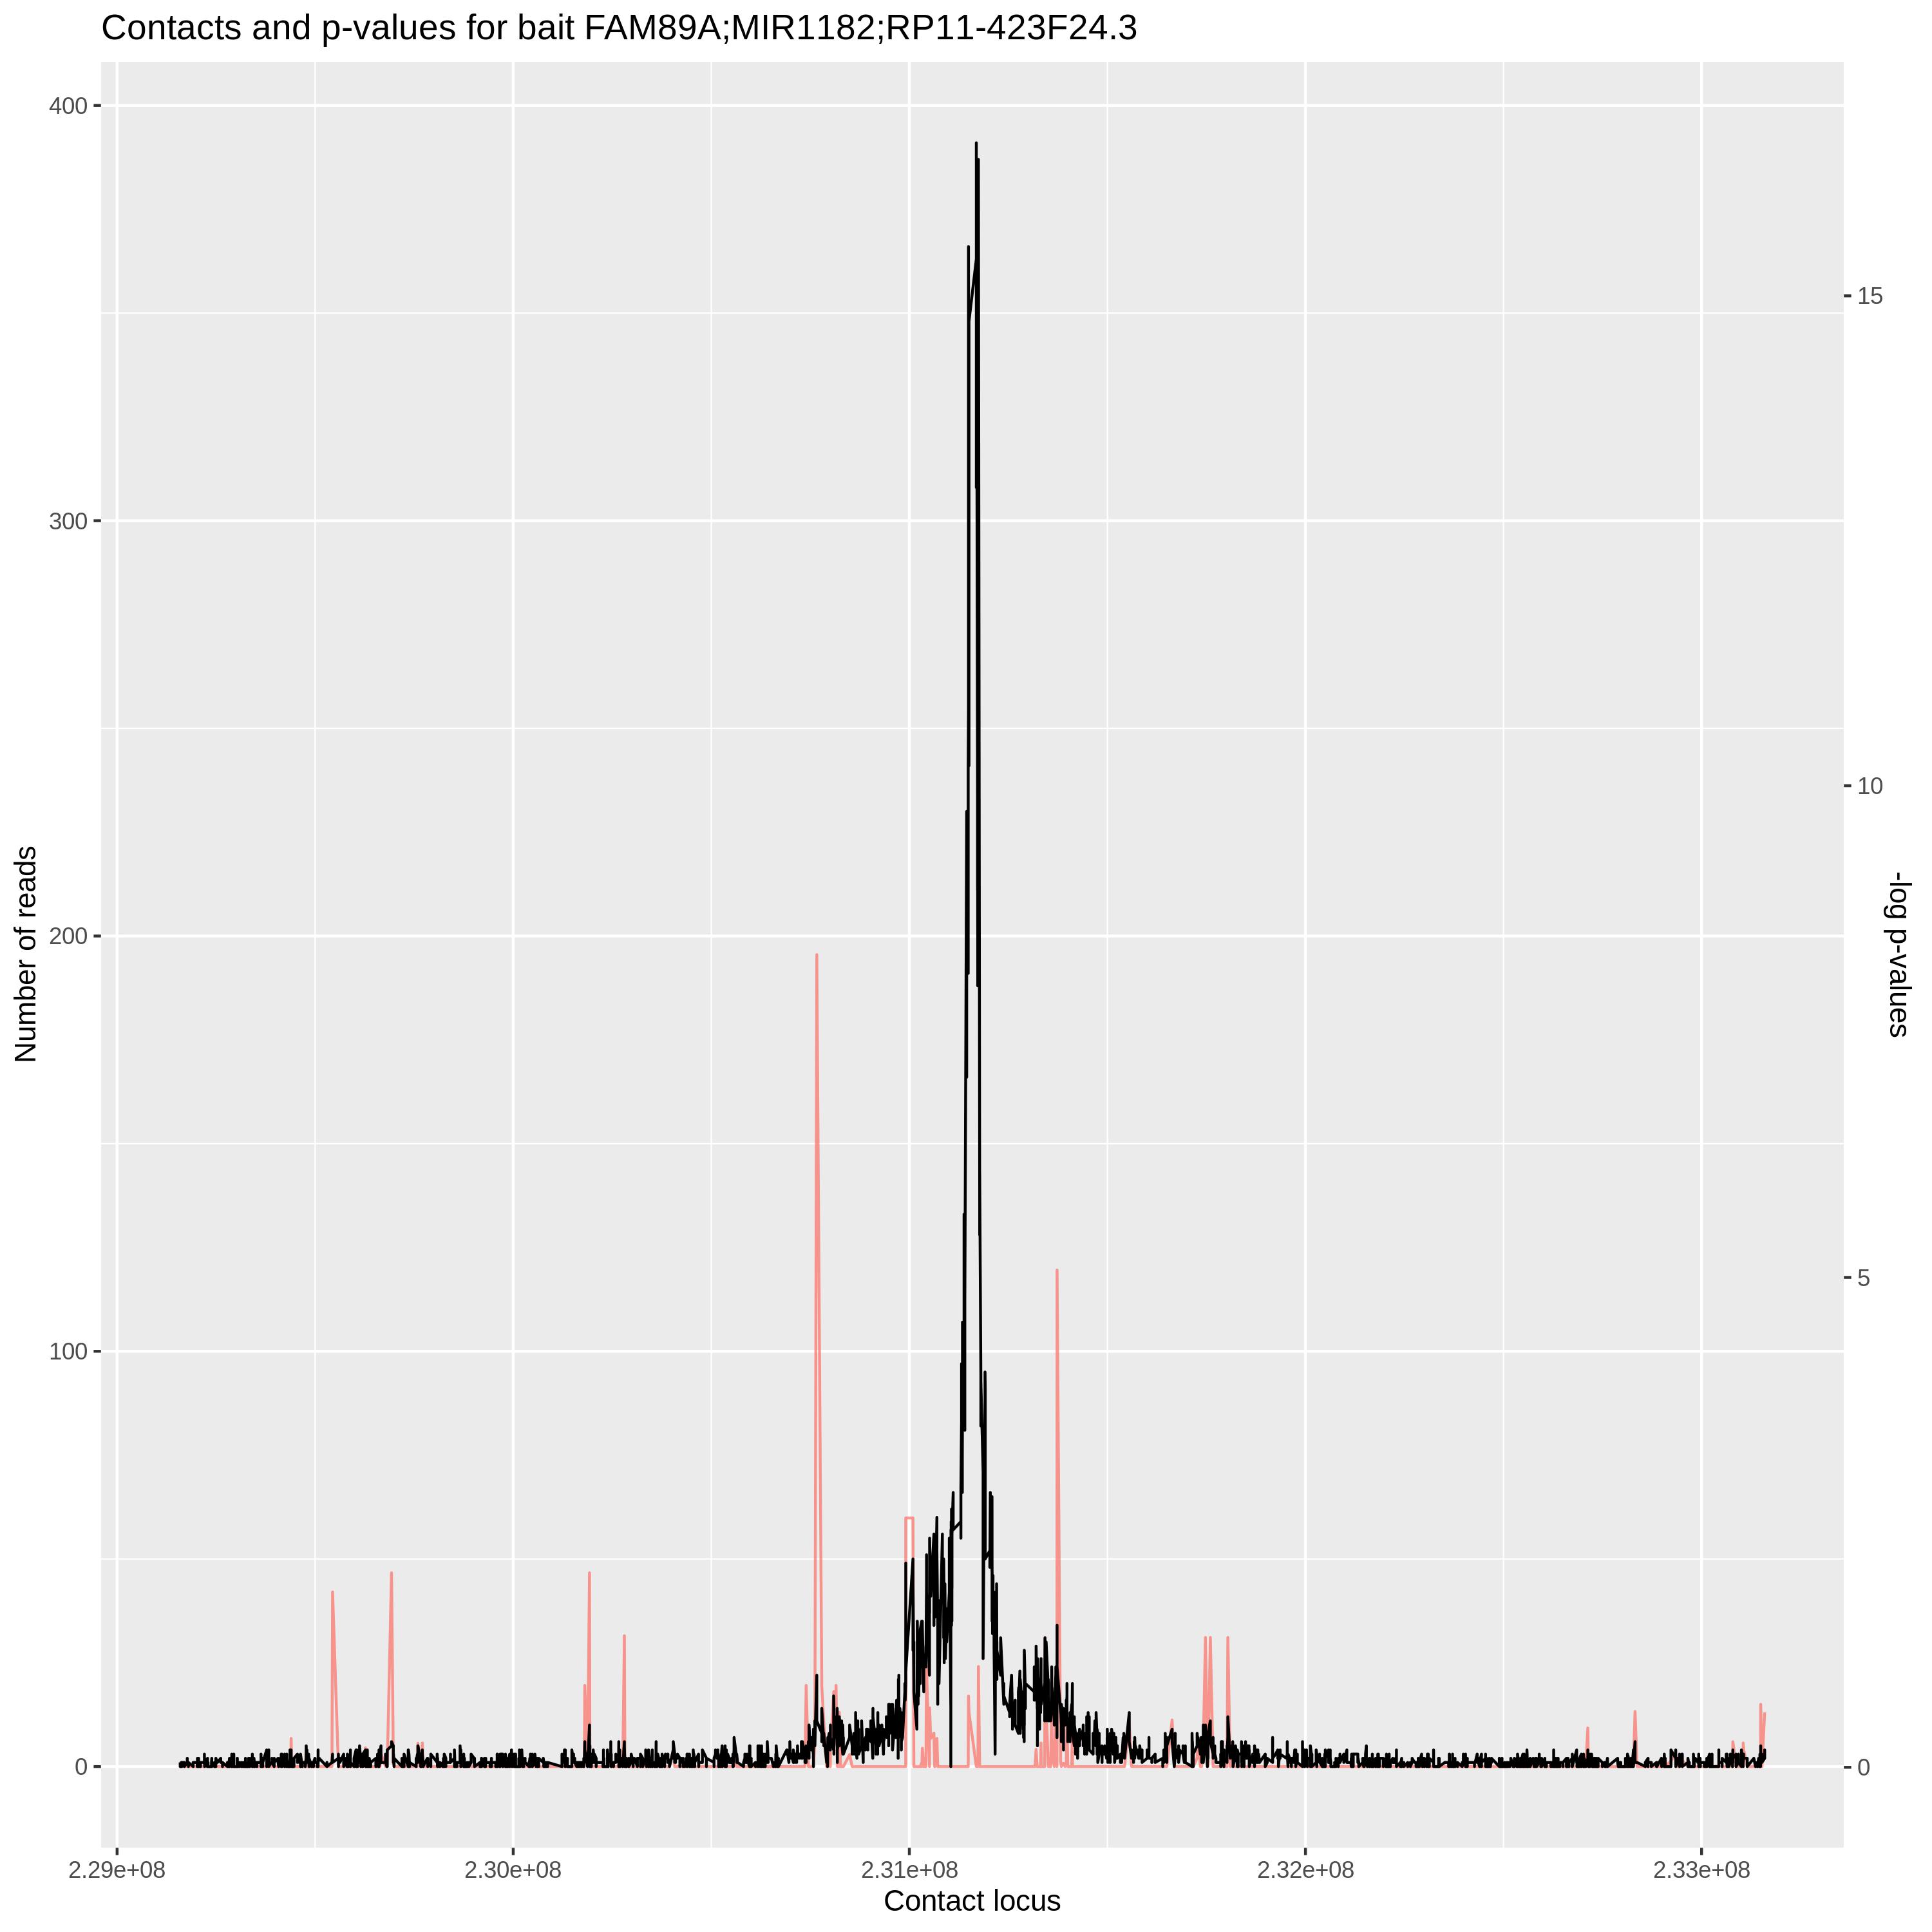 Contacts and p-values for bait FAM89A;MIR1182;RP11-423F24.3
400
300
200
100
0
Number of reads
15
10
5
0
-log p-values
2.29e+08
2.30e+08
2.31e+08
2.32e+08
2.33e+08
Contact locus